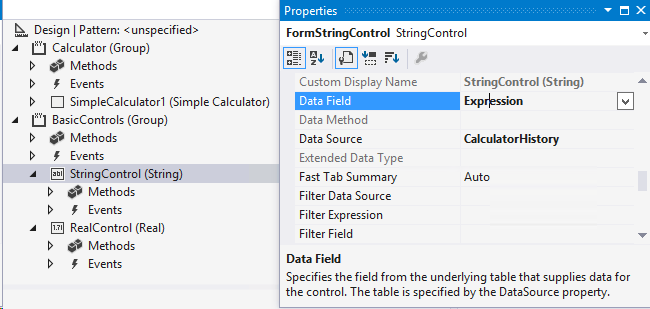 Design | Pattern: <unspecified>
Calculator (Group)
Methods
Events
SimpleCalculator1 (Simple Calculator)
BasicControls (Group)
Methods
Events
abl StringControl (String)
Methods
Events
1.7I RealControl (Real)
Methods
Events
Properties
FormStringControl StringControl
Custom Display Name StringControl (String)
Data Field Expression
Data Method
Data Source CalculatorHistory
Extended Data Type
Fast Tab Summary Auto
Filter Data Source
Filter Expression
Filter Field
Data Field
Specifies the field from the underlying table that supplies data for
the control. The table is specified by the DataSource property.